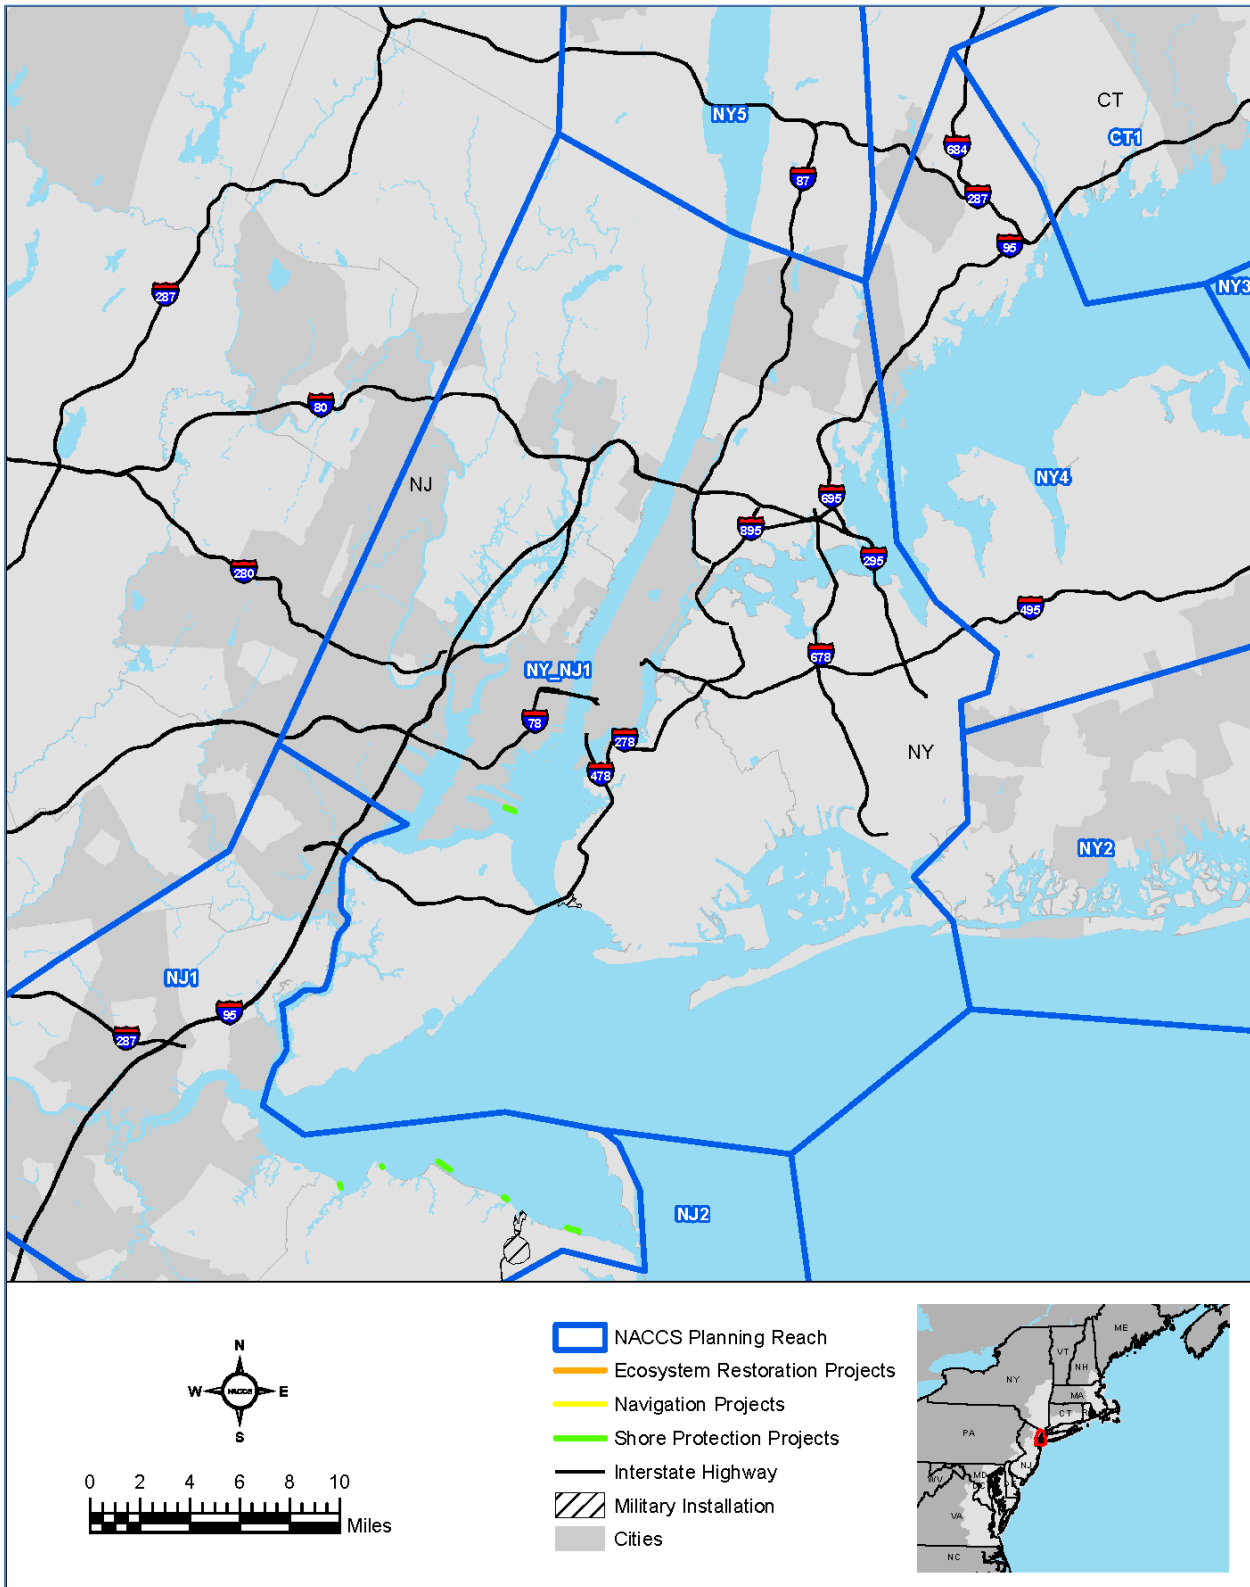 CT
NY5
CT1
684
87
287
95
NY3
287
80
NY4
NJ
695
895
295
280
495
678
NY_NJ1
78
278
NY
478
NY2
NJ1
95
287
NJ2
N
W NACCS E
S
0 2 4 6 8 10
Miles
NACCS Planning Reach
Ecosystem Restoration Projects
Navigation Projects
Shore Protection Projects
Interstate Highway
Military Installation
Cities
ME
VT
NH
NY
MA
CT
PA
NJ
MD
WV
VA
NC